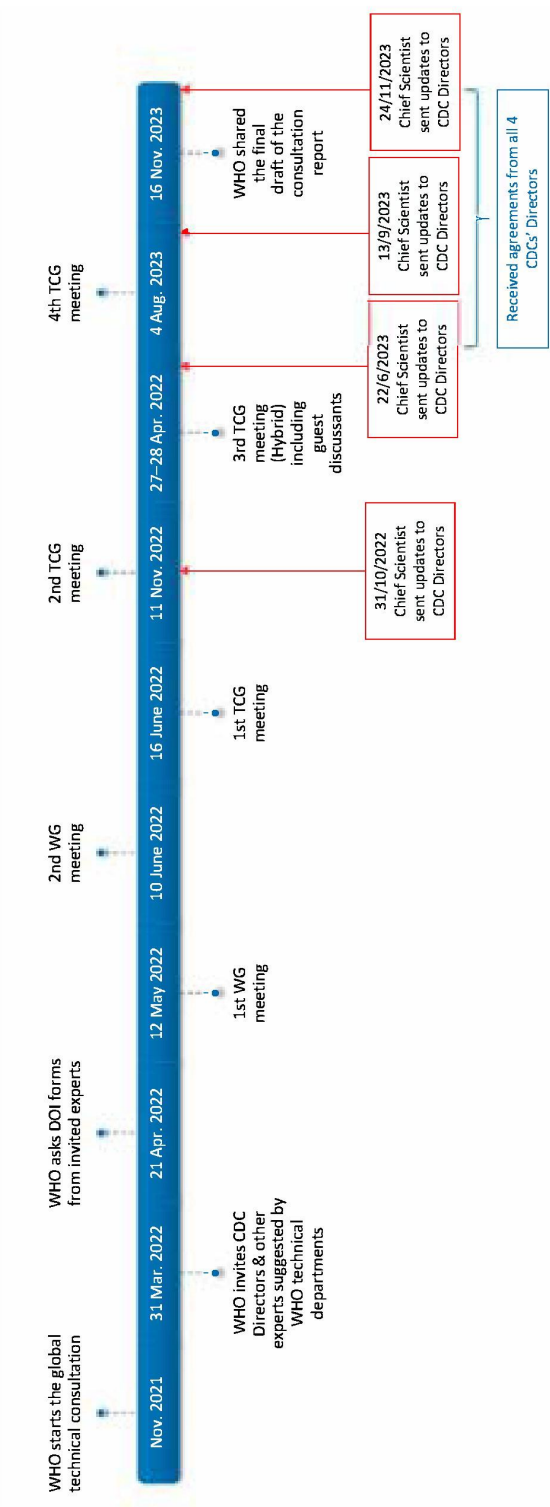 WHO starts the global
technical consultation
WHO asks DOI forms
from invited experts
2nd WG
meeting
2nd TCG
meeting
4th TCG
meeting
Nov. 2021
31 Mar. 2022
21 Apr. 2022
12 May 2022
10 June 2022
16 June 2022
11 Nov. 2022
27–28 Apr. 2022
4 Aug. 2023
16 Nov. 2023
WHO invites CDC
Directors & other
experts suggested by
WHO technical
departments
1st WG
meeting
1st TCG
meeting
3rd TCG
meeting
(Hybrid)
including
guest
discussants
WHO shared
the final
draft of the
consultation
report
31/10/2022
Chief Scientist
sent updates to
CDC Directors
22/6/2023
Chief Scientist
sent updates to
CDC Directors
13/9/2023
Chief Scientist
sent updates to
CDC Directors
24/11/2023
Chief Scientist
sent updates to
CDC Directors
Received agreements from all 4
CDCs' Directors